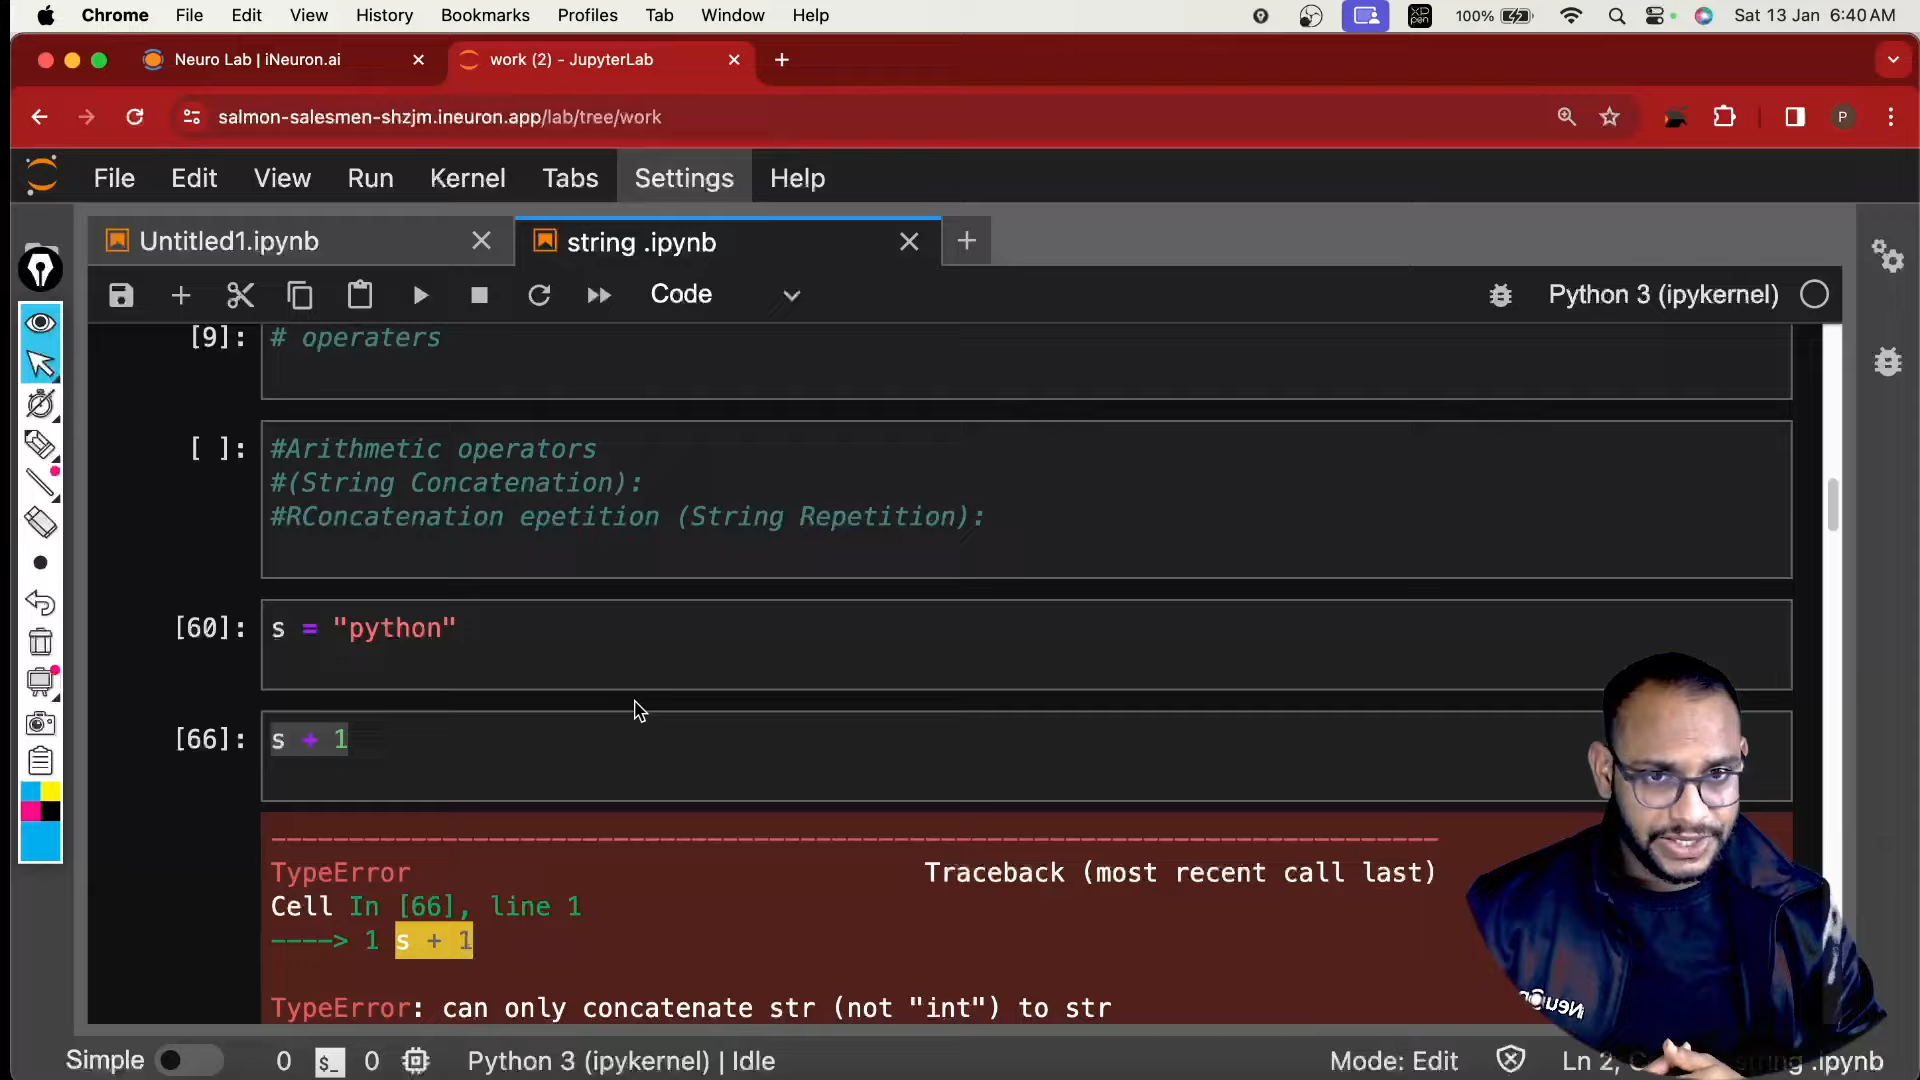 Chrome File Edit View History Bookmarks Profiles Tab Window Help 100% Sat 13 Jan 6:40 AM
Neuro Lab | iNeuron.ai work (2) - JupyterLab
salmon-salesmen-shzjm.ineuron.app/lab/tree/work P
File Edit View Run Kernel Tabs Settings Help
Untitled1.ipynb string .ipynb
Code Python 3 (ipykernel)
[9]: # operaters
[ ]: #Arithmetic operators
#(String Concatenation):
#RConcatenation epetition (String Repetition):
[60]: s = "python"
[66]: s + 1
TypeError Traceback (most recent call last)
Cell In [66], line 1
----> 1 s + 1
TypeError: can only concatenate str (not "int") to str
Simple 0 $_ 0 Python 3 (ipykernel) | Idle Mode: Edit Ln 2, string .ipynb